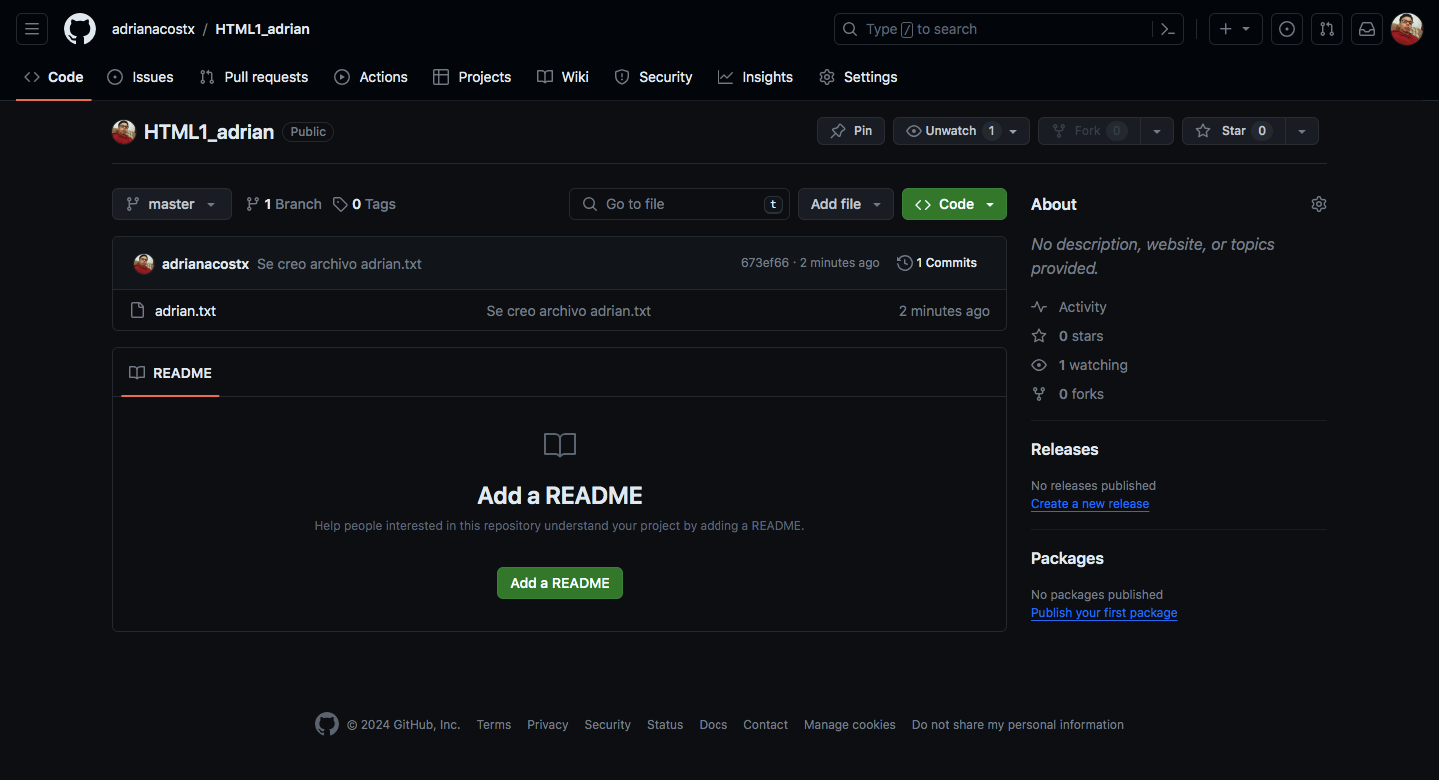 adrianacostx / HTML1_adrian
Type / to search
Code Issues Pull requests Actions Projects Wiki Security Insights Settings
HTML1_adrian Public
Pin Unwatch 1 Fork 0 Star 0
master 1 Branch 0 Tags Go to file t Add file Code
adrianacostx Se creo archivo adrian.txt 673ef66 · 2 minutes ago 1 Commits
adrian.txt Se creo archivo adrian.txt 2 minutes ago
README
Add a README
Help people interested in this repository understand your project by adding a README.
Add a README
About
No description, website, or topics
provided.
Activity
0 stars
1 watching
0 forks
Releases
No releases published
Create a new release
Packages
No packages published
Publish your first package
© 2024 GitHub, Inc. Terms Privacy Security Status Docs Contact Manage cookies Do not share my personal information